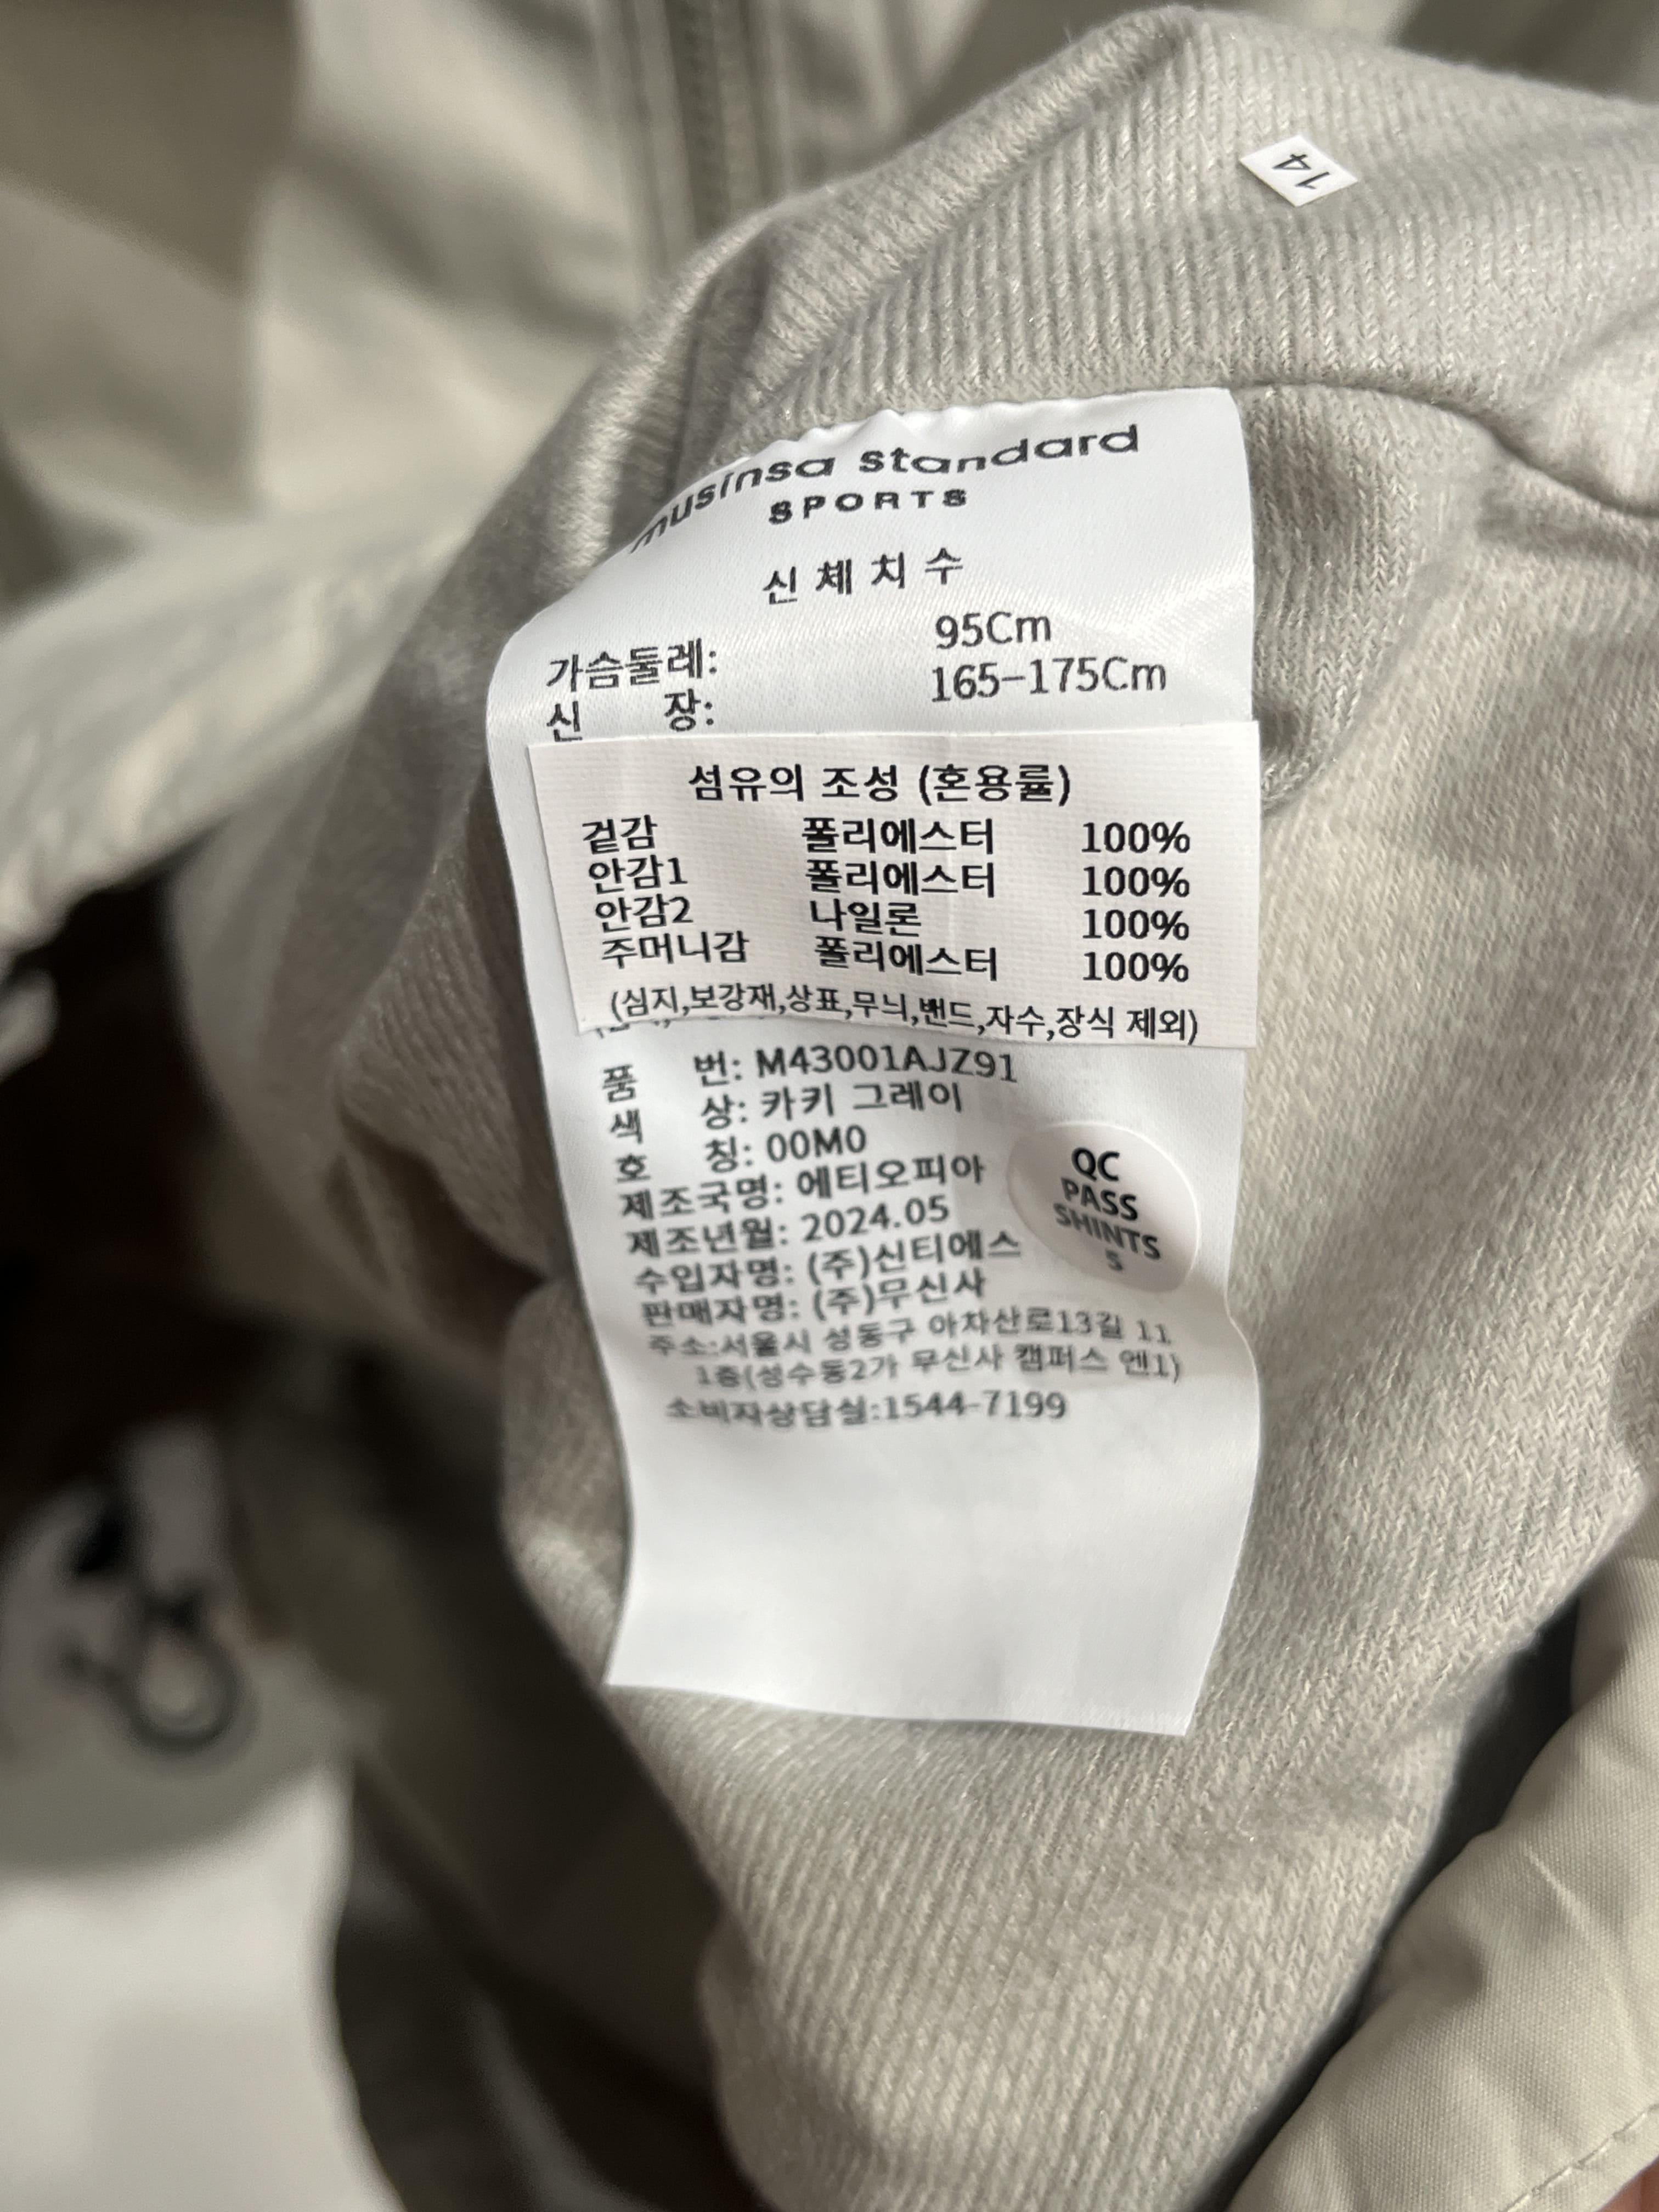 14
musinsa standard
SPORTS
신 체 치 수
가슴둘레: 95Cm
신 장: 165-175Cm
섬유의 조성 (혼용률)
겉감 폴리에스터 100%
안감1 폴리에스터 100%
안감2 나일론 100%
주머니감 폴리에스터 100%
(심지,보강재,상표,무늬,밴드,자수,장식 제외)
품 번: M43001AJZ91
색 상: 카키 그레이
호 칭: 00M0
제조국명: 에티오피아
제조년월: 2024.05
수입자명: (주)신티에스
판매자명: (주)무신사
주소:서울시 성동구 아차산로13길 11
1층(성수동2가 무신사 캠퍼스 엔1)
소비자상담실:1544-7199
QC
PASS
SHINTS
5